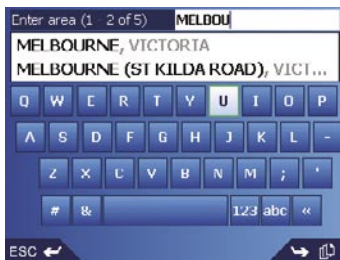 Enter area (1 - 2 of 5) MELBOU
MELBOURNE, VICTORIA
MELBOURNE (ST KILDA ROAD), VICT...
Q W E R T Y U I O P
A S D F G H J K L -
Z X C V B N M ; '
# & 123 abc «
ESC